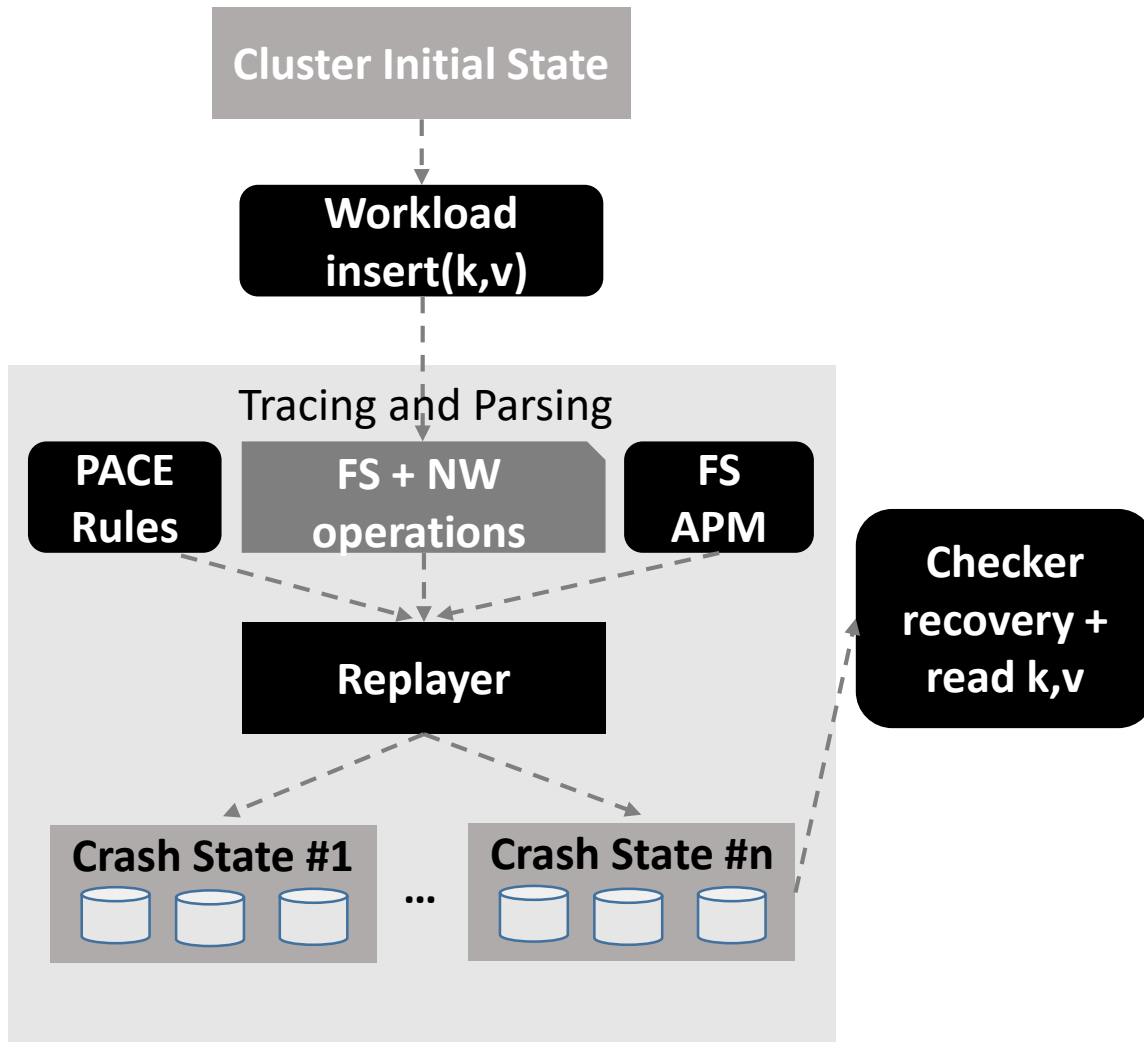 Cluster Initial State
Workload
insert(k,v)
Tracing and Parsing
PACE
Rules
FS + NW
operations
FS
APM
Checker
recovery +
read k,v
Replayer
Crash State #1
...
Crash State #n